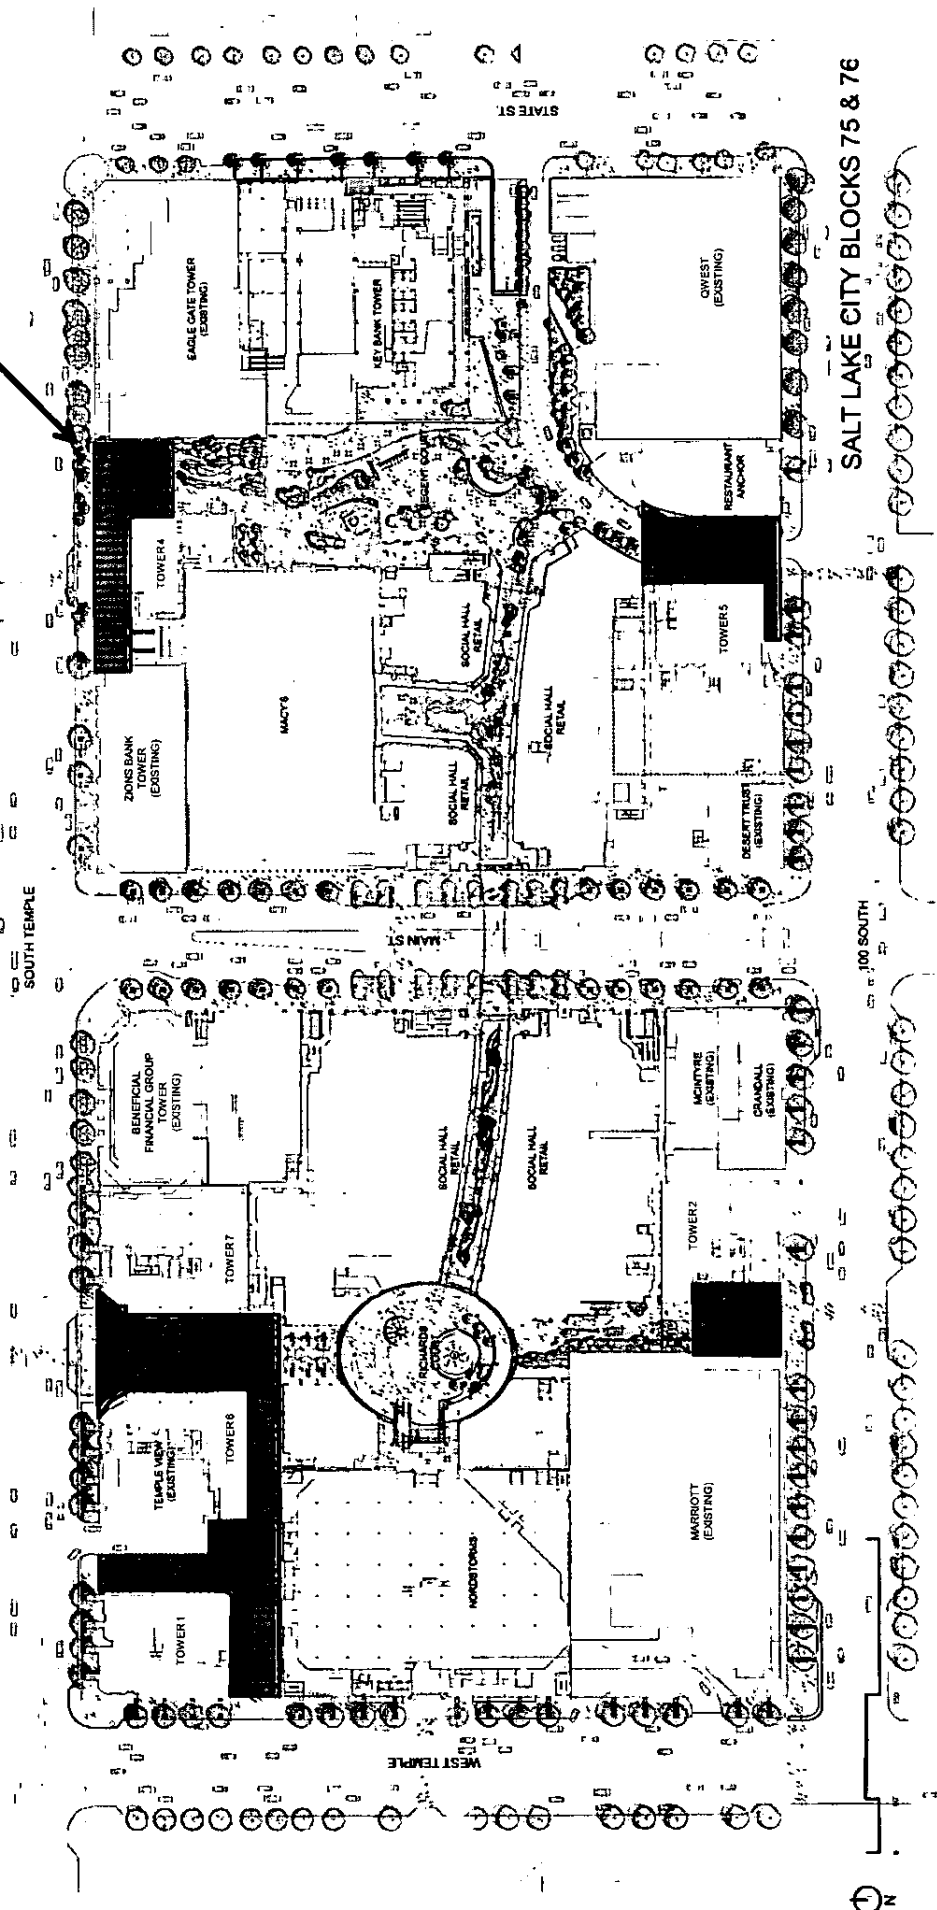 STATE ST.
SALT LAKE CITY BLOCKS 75 & 76
EAGLE GATE TOWER
(EXISTING)
KEY BANK TOWER
QWEST
(EXISTING)
REGENT COURT
RESTAURANT
ANCHOR
TOWER 4
TOWER 5
SOCIAL HALL
RETAIL
MACY'S
SOCIAL HALL
RETAIL
ZIONS BANK
TOWER
(EXISTING)
SOCIAL HALL
RETAIL
DESERT TRUST
(EXISTING)
SOUTH TEMPLE
MAIN ST.
100 SOUTH
BENEFICIAL
FINANCIAL GROUP
TOWER
(EXISTING)
MCINTYRE
(EXISTING)
CRANDALL
(EXISTING)
SOCIAL HALL
RETAIL
SOCIAL HALL
RETAIL
TOWER 7
TOWER 2
RICHARDS
COURT
TEMPLE VIEW
(EXISTING)
TOWER 6
MARRIOTT
(EXISTING)
NORDSTORMS
TOWER 1
WEST TEMPLE
N